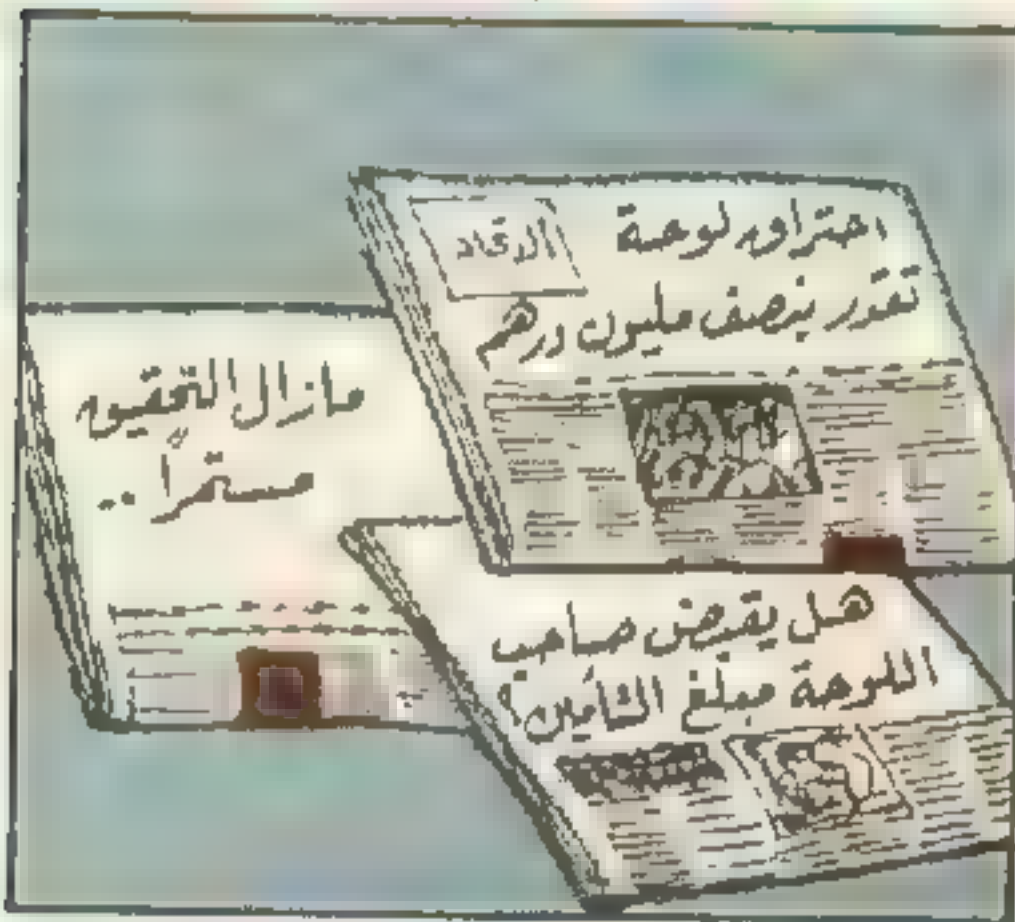 الاتحاد
احتراق لوحة
تقدر بنصف مليون درهم
مازال التحقيق
مستمراً ..
هل يقبض صاحب
اللوحة مبلغ التأمين؟